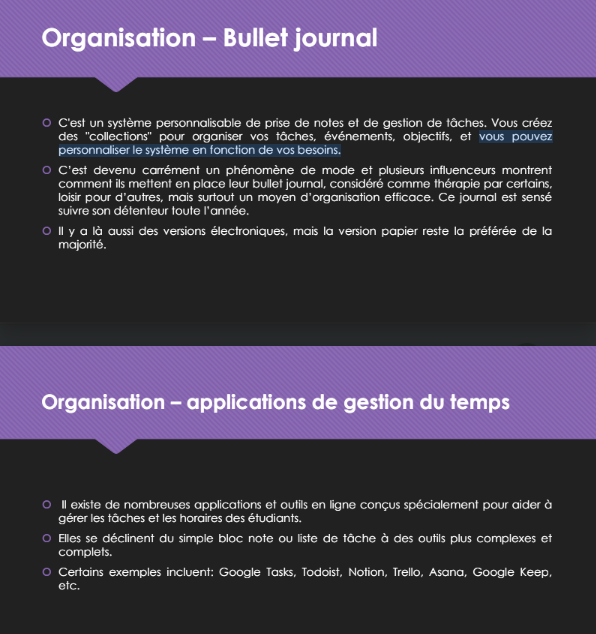 Organisation – Bullet journal
C'est un système personnalisable de prise de notes et de gestion de tâches. Vous créez
des "collections" pour organiser vos tâches, événements, objectifs, et vous pouvez
personnaliser le système en fonction de vos besoins.
C'est devenu carrément un phénomène de mode et plusieurs influenceurs montrent
comment ils mettent en place leur bullet journal, considéré comme thérapie par certains,
loisir pour d'autres, mais surtout un moyen d'organisation efficace. Ce journal est sensé
suivre son détenteur toute l'année.
Il y a là aussi des versions électroniques, mais la version papier reste la préférée de la
majorité.
Organisation – applications de gestion du temps
Il existe de nombreuses applications et outils en ligne conçus spécialement pour aider à
gérer les tâches et les horaires des étudiants.
Elles se déclinent du simple bloc note ou liste de tâche à des outils plus complexes et
complets.
Certains exemples incluent: Google Tasks, Todoist, Notion, Trello, Asana, Google Keep,
etc.